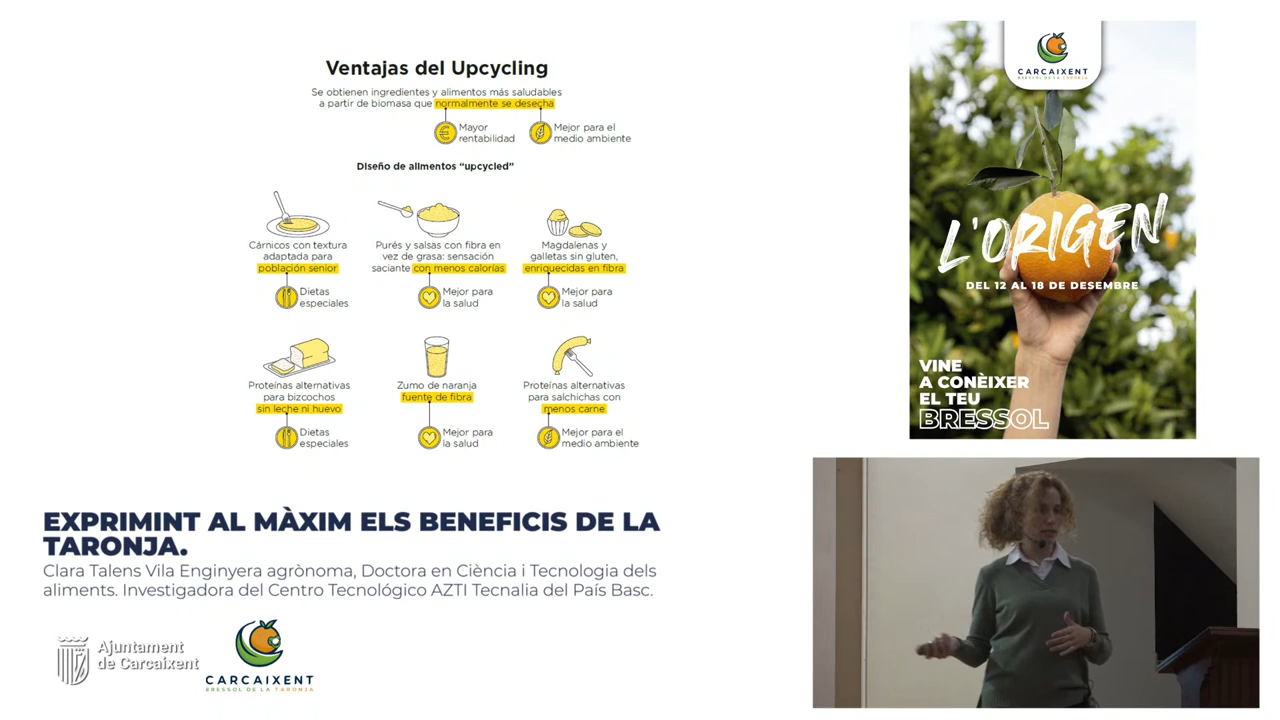 Ventajas del Upcycling
Se obtienen ingredientes y alimentos más saludables
a partir de biomasa que normalmente se desecha
Mayor
rentabilidad
Mejor para el
medio ambiente
Diseño de alimentos “upcycled”
Cárnicos con textura
adaptada para
población senior
Dietas
especiales
Purés y salsas con fibra en
vez de grasa: sensación
saciante con menos calorías
Mejor para
la salud
Magdalenas y
galletas sin gluten,
enriquecidas en fibra
Mejor para
la salud
Proteínas alternativas
para bizcochos
sin leche ni huevo
Dietas
especiales
Zumo de naranja
fuente de fibra
Mejor para
la salud
Proteínas alternativas
para salchichas con
menos carne
Mejor para el
medio ambiente
EXPRIMINT AL MÀXIM ELS BENEFICIS DE LA
TARONJA.
Clara Talens Vila Enginyera agrònoma, Doctora en Ciència i Tecnologia dels
aliments. Investigadora del Centro Tecnológico AZTI Tecnalia del País Basc.
Ajuntament
de Carcaixent
CARCAIXENT
BRESSOL DE LA TARONJA
CARCAIXENT
BRESSOL DE LA TARONJA
L'ORIGEN
DEL 12 AL 18 DE DESEMBRE
VINE
A CONÈIXER
EL TEU
BRESSOL